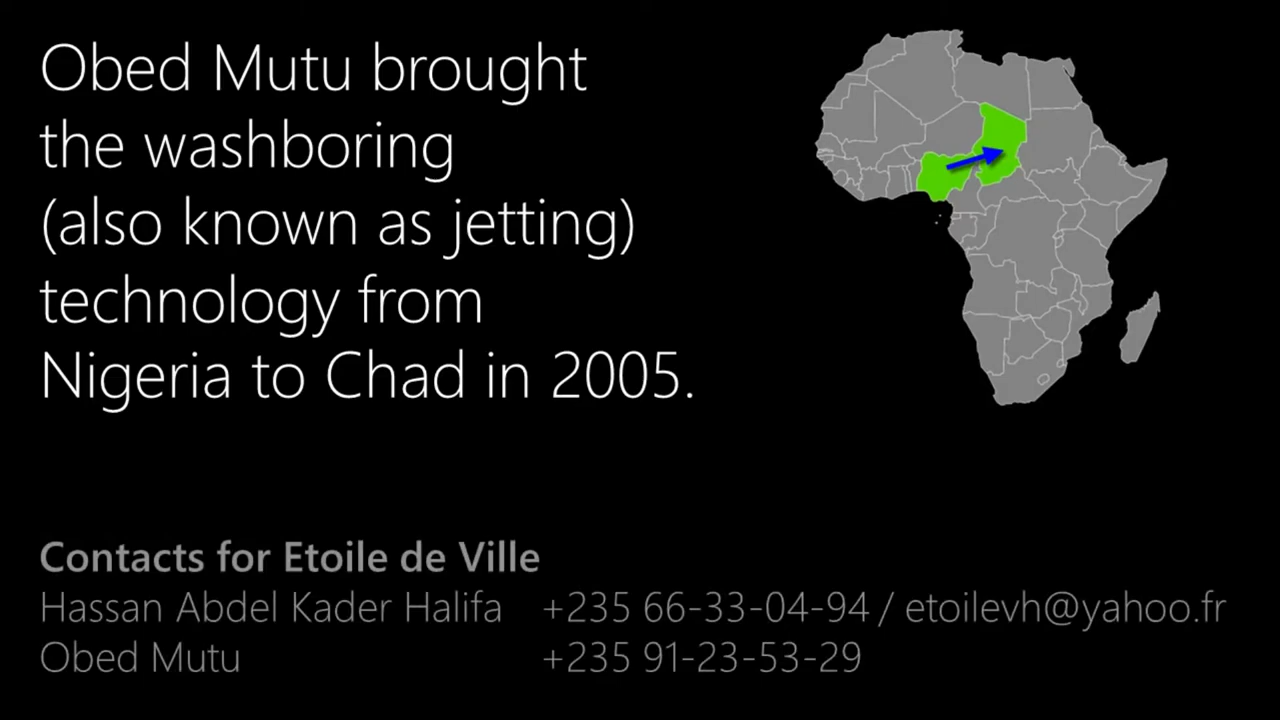 Obed Mutu brought
the washboring
(also known as jetting)
technology from
Nigeria to Chad in 2005.
Contacts for Etoile de Ville
Hassan Abdel Kader Halifa +235 66-33-04-94 / etoilevh@yahoo.fr
Obed Mutu +235 91-23-53-29